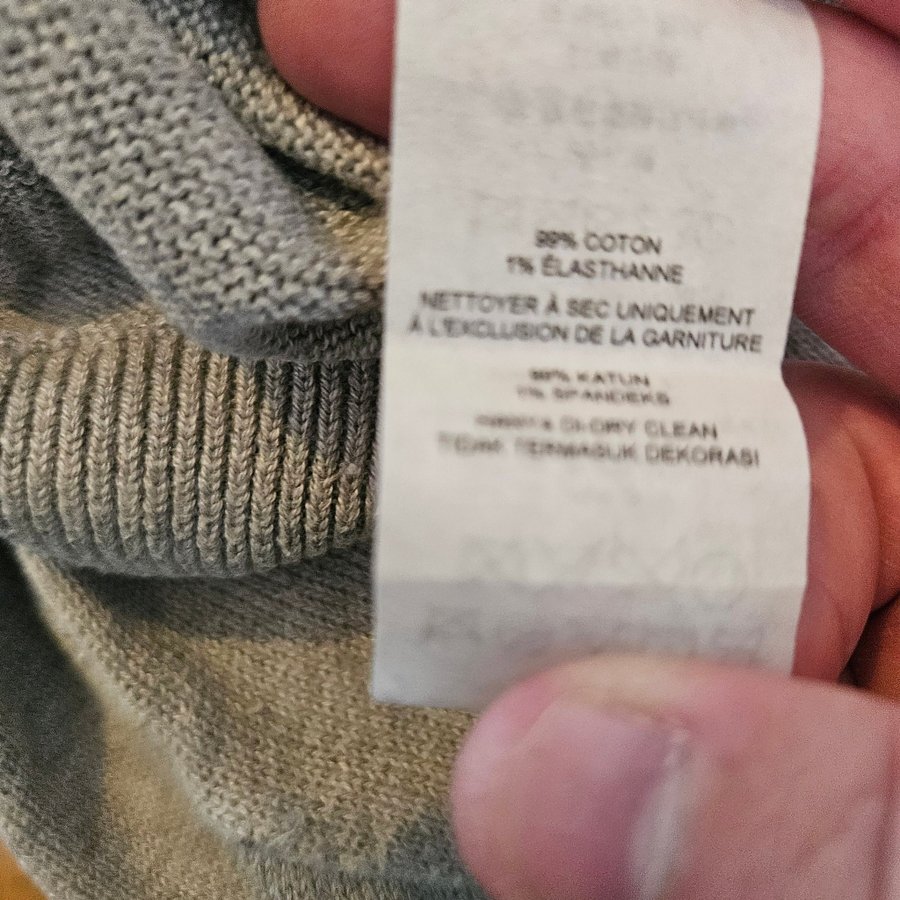 99% COTON
1% ÉLASTHANNE
NETTOYER À SEC UNIQUEMENT
À L'EXCLUSION DE LA GARNITURE
99% KATUN
1% SPANDEKS
DI-DRY CLEAN
TERMASUK DEKORASI